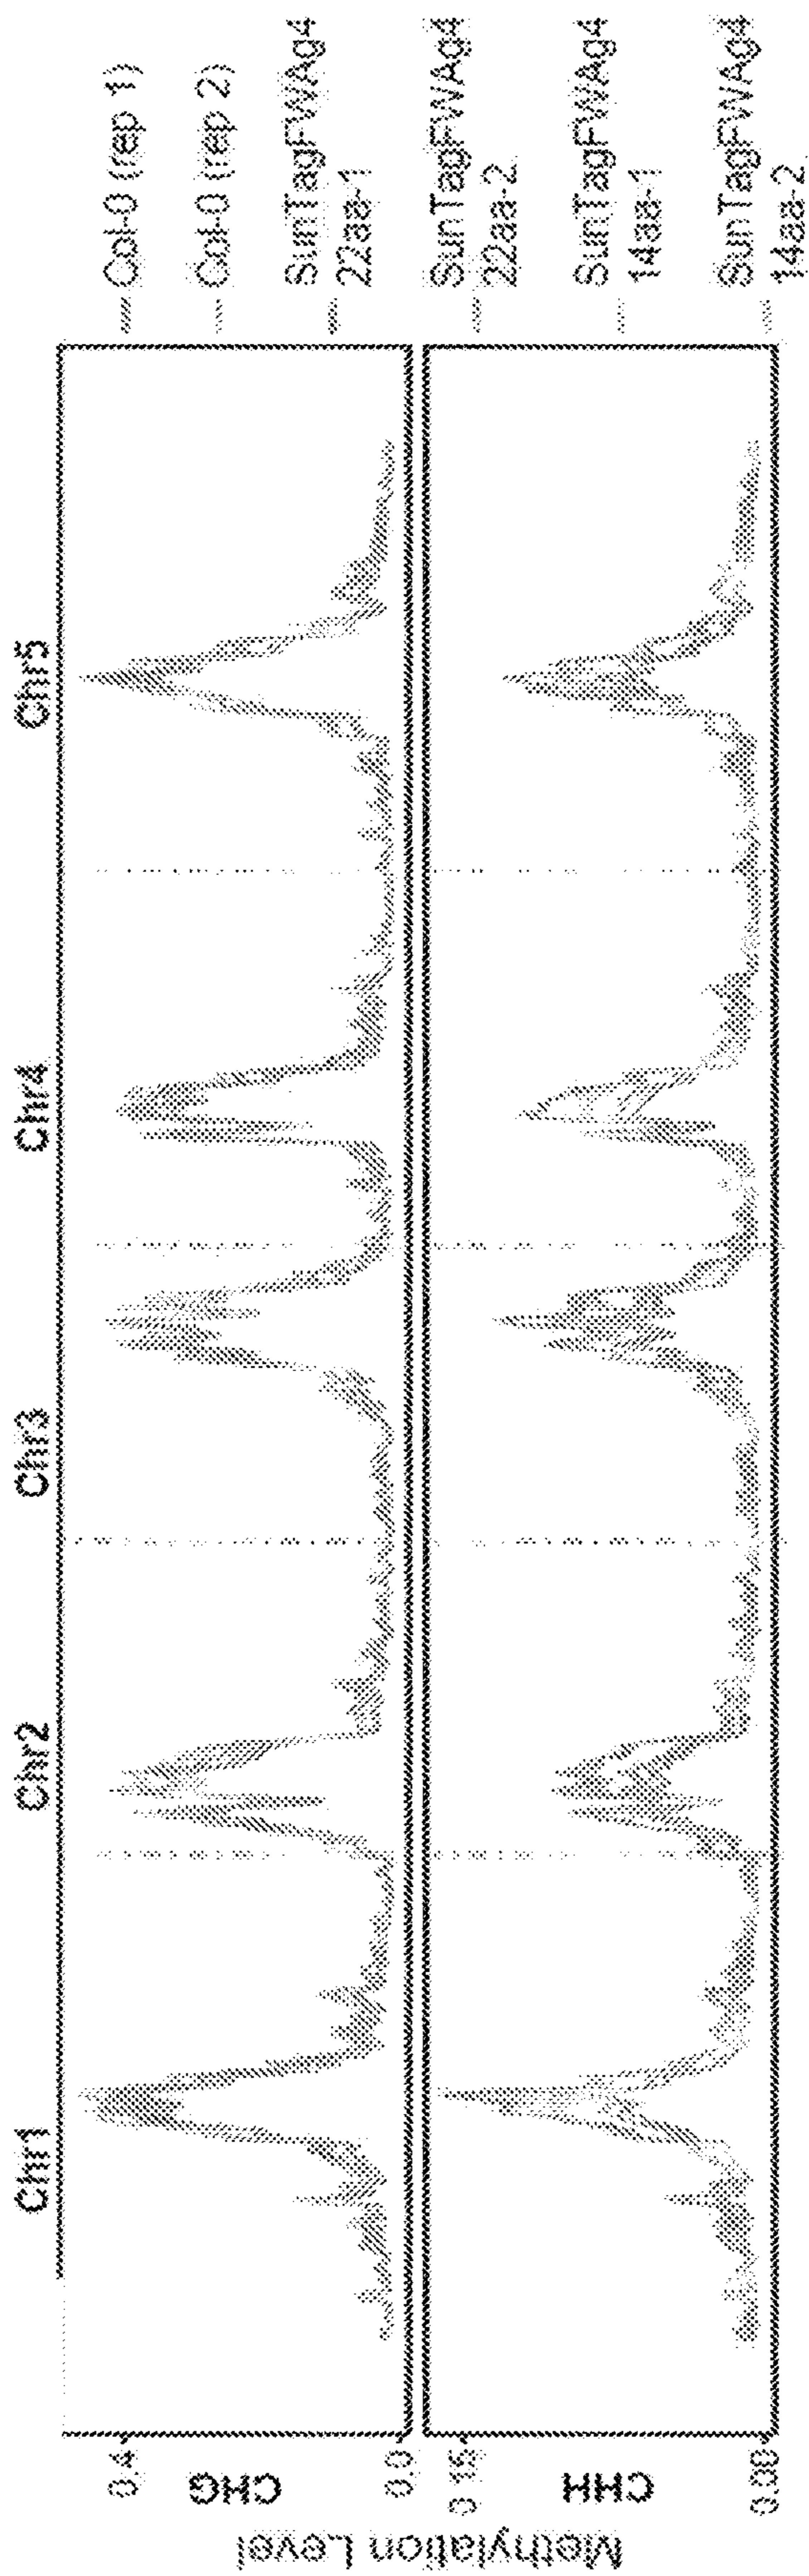 Chr1
Chr2
Chr3
Chr4
Chr5
Methylation Level
CHG
0.4
0.0
CHH
0.15
0.00
Col-0 (rep 1)
Col-0 (rep 2)
SunTagFWAg4
22aa-1
SunTagFWAg4
22aa-2
SunTagFWAg4
14aa-1
SunTagFWAg4
14aa-2